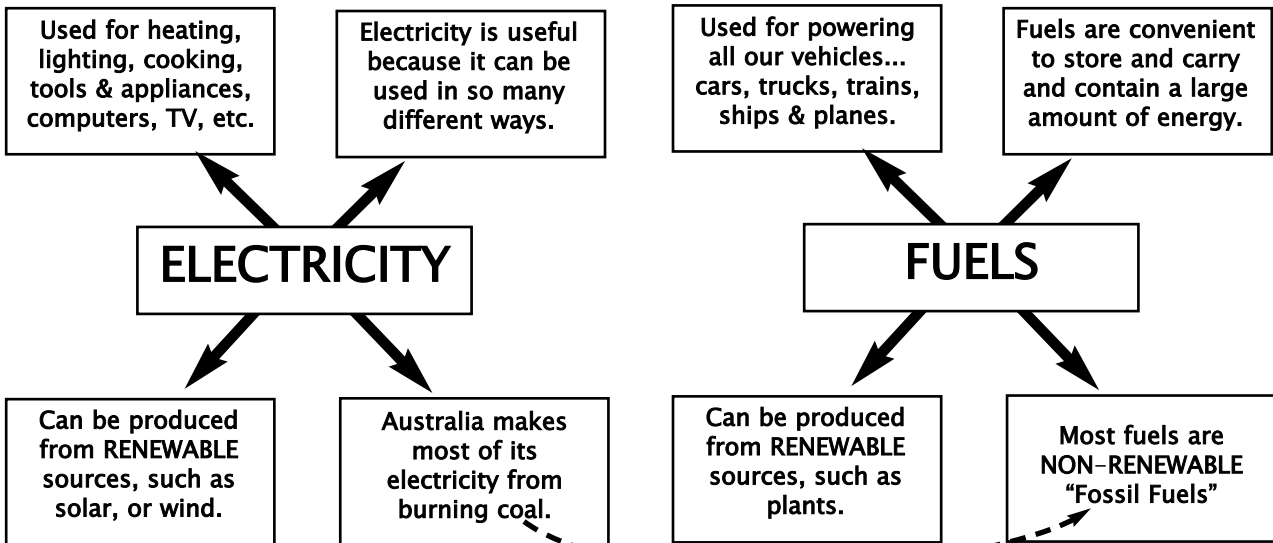 Used for heating,
lighting, cooking,
tools & appliances,
computers, TV, etc.
Electricity is useful
because it can be
used in so many
different ways.
ELECTRICITY
Can be produced
from RENEWABLE
sources, such as
solar, or wind.
Australia makes
most of its
electricity from
burning coal.
Used for powering
all our vehicles...
cars, trucks, trains,
ships & planes.
Fuels are convenient
to store and carry
and contain a large
amount of energy.
FUELS
Can be produced
from RENEWABLE
sources, such as
plants.
Most fuels are
NON-RENEWABLE
“Fossil Fuels”